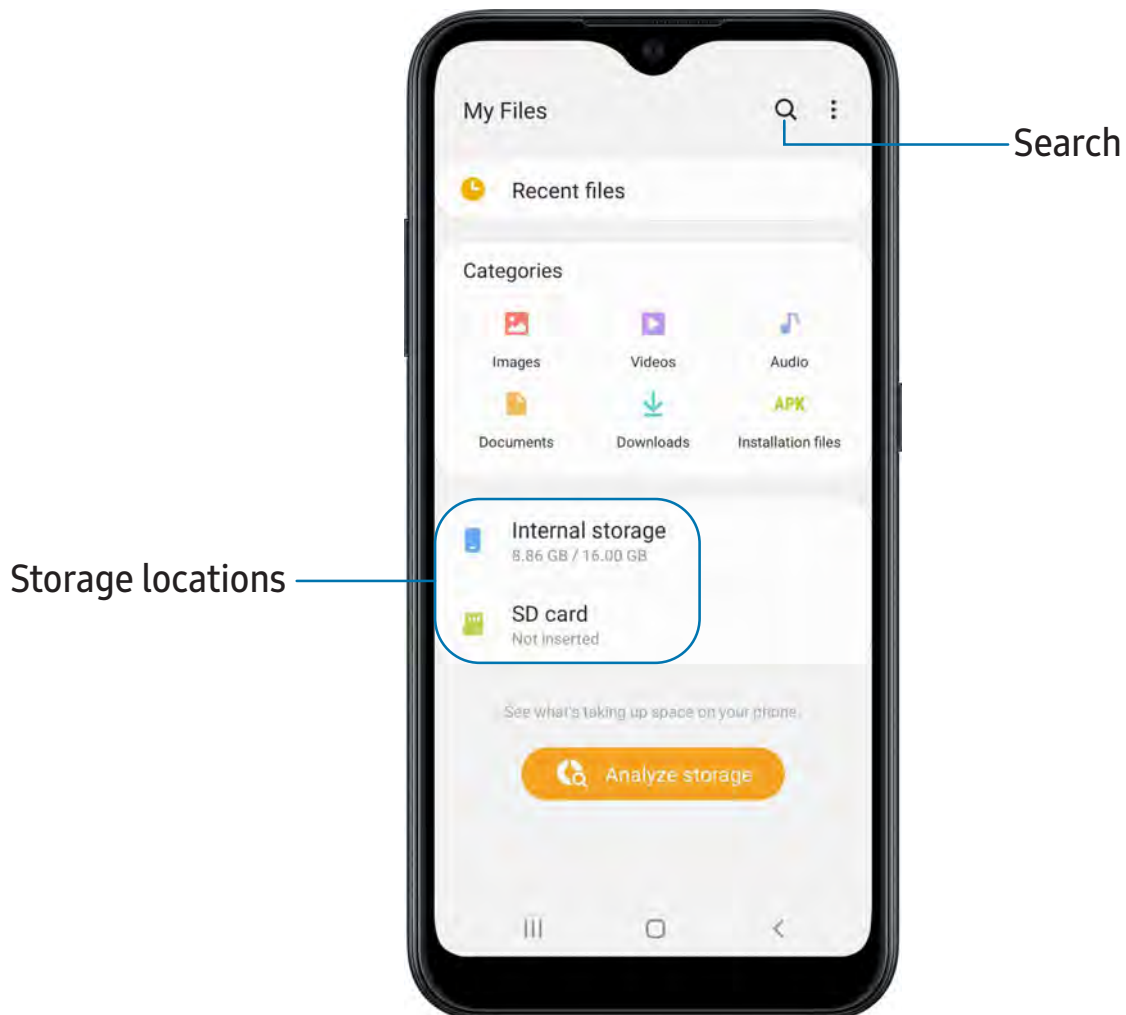 My Files
Search
Recent files
Categories
Images Videos Audio
APK
Documents Downloads Installation files
Internal storage
8.86 GB / 16.00 GB
Storage locations
SD card
Not inserted
See what's taking up space on your phone.
Analyze storage